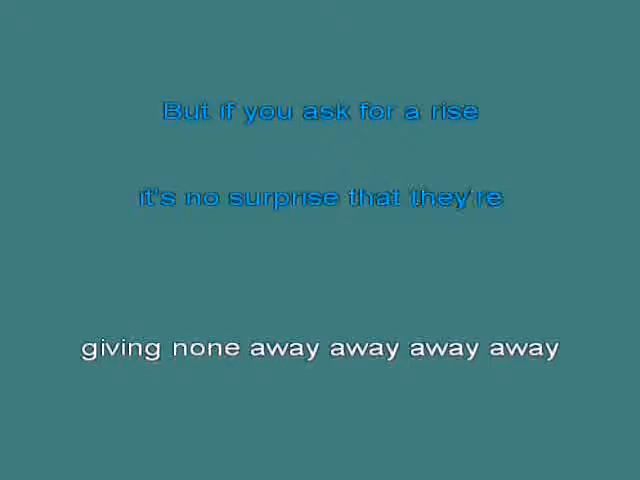 But if you ask for a rise
it's no surprise that they're
giving none away away away away